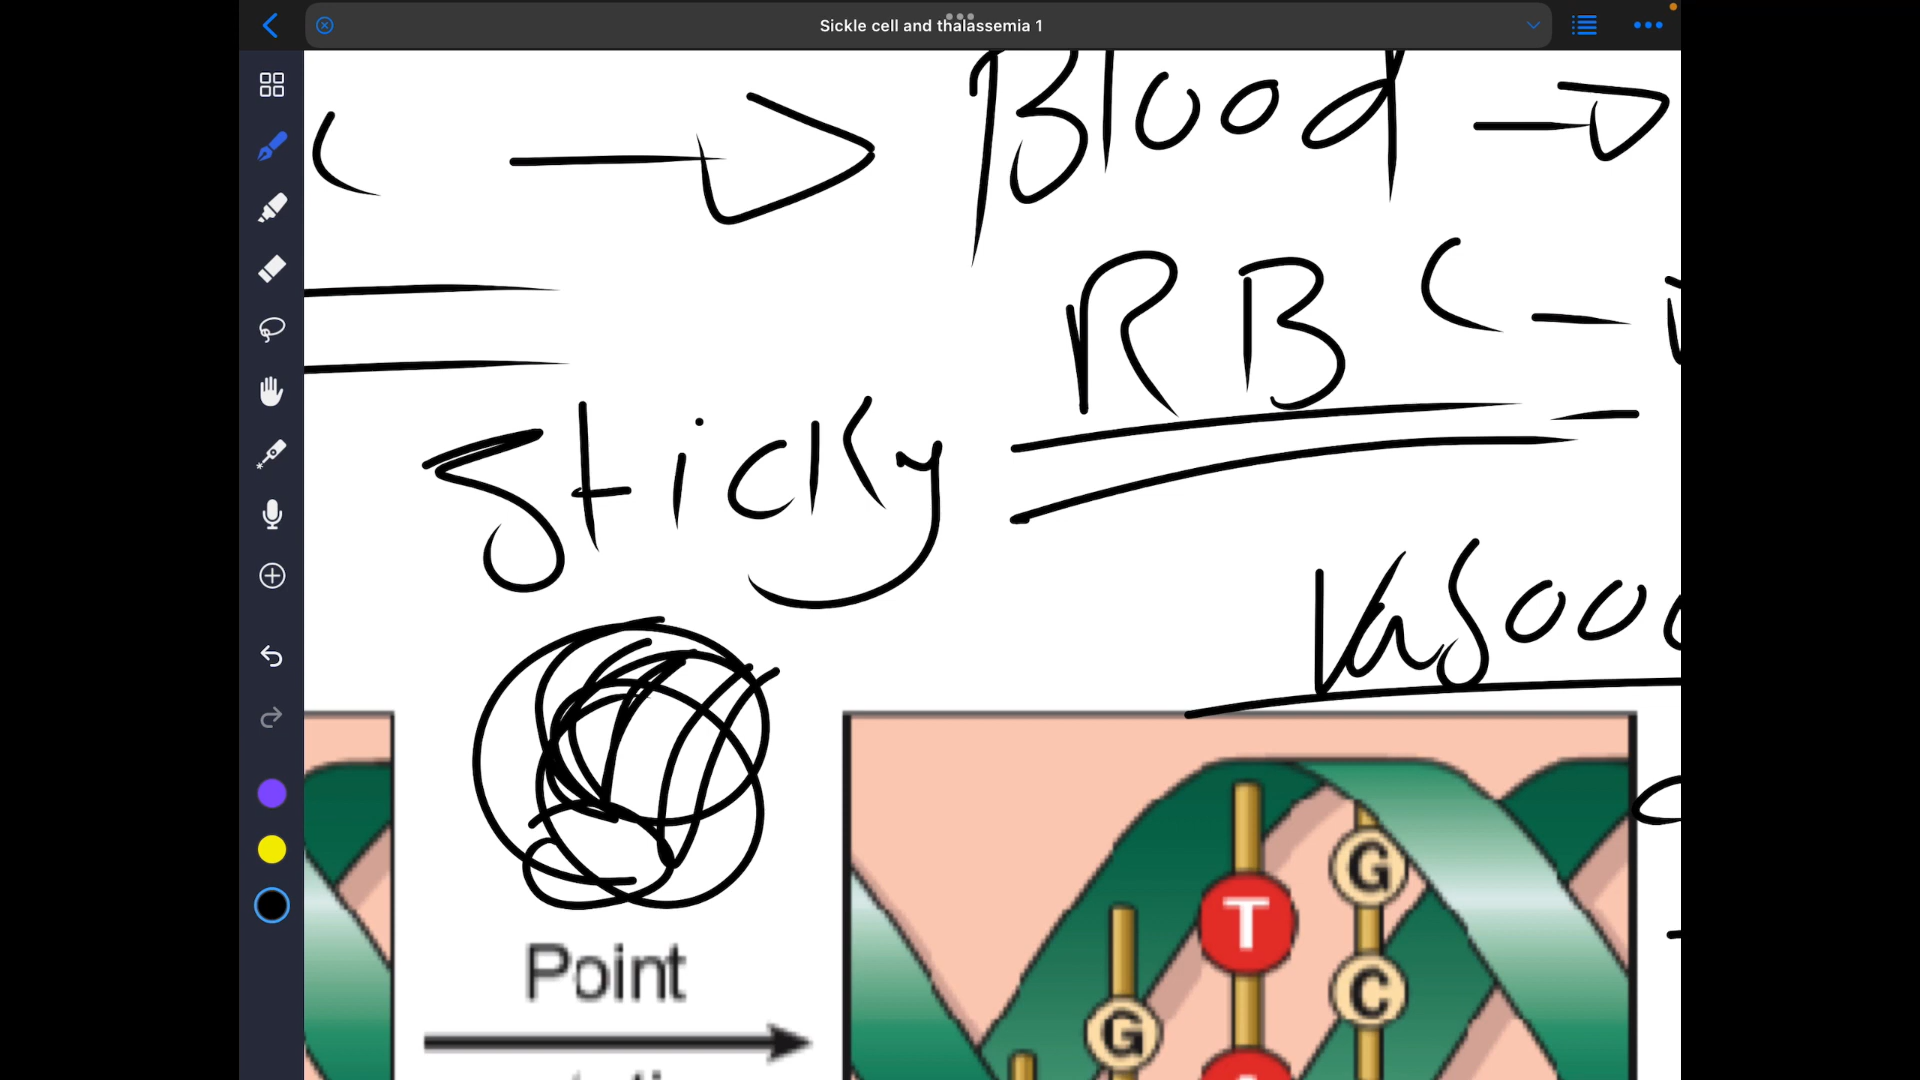 Sickle cell and thalassemia 1
C → Blood →
RBC -
Sticky
Point
T G
G C